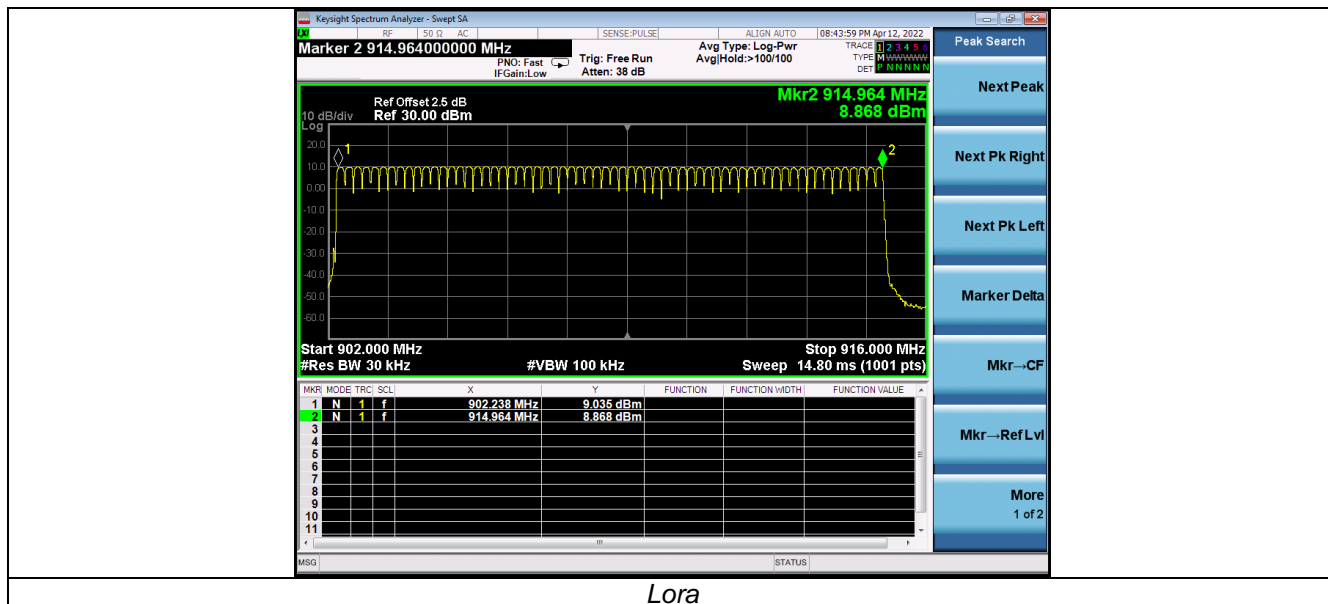 Keysight Spectrum Analyzer - Swept SA
LXI RF 50 Ω AC SENSE:PULSE ALIGN AUTO 08:43:59 PM Apr 12, 2022
Marker 2 914.964000000 MHz
PNO: Fast
IFGain:Low
Trig: Free Run
Atten: 38 dB
Avg Type: Log-Pwr
Avg|Hold:>100/100
TRACE 1 2 3 4 5 6
TYPE M WWWWW
DET P N N N N N
Mkr2 914.964 MHz
8.868 dBm
Ref Offset 2.5 dB
10 dB/div Ref 30.00 dBm
Log
20.0
10.0
0.00
-10.0
-20.0
-30.0
-40.0
-50.0
-60.0
1
2
Start 902.000 MHz Stop 916.000 MHz
#Res BW 30 kHz #VBW 100 kHz Sweep 14.80 ms (1001 pts)
MKR MODE TRC SCL X Y FUNCTION FUNCTION WIDTH FUNCTION VALUE
1 N 1 f 902.238 MHz 9.035 dBm
2 N 1 f 914.964 MHz 8.868 dBm
3
4
5
6
7
8
9
10
11
MSG STATUS
Peak Search
Next Peak
Next Pk Right
Next Pk Left
Marker Delta
Mkr→CF
Mkr→Ref Lvl
More
1 of 2
Lora